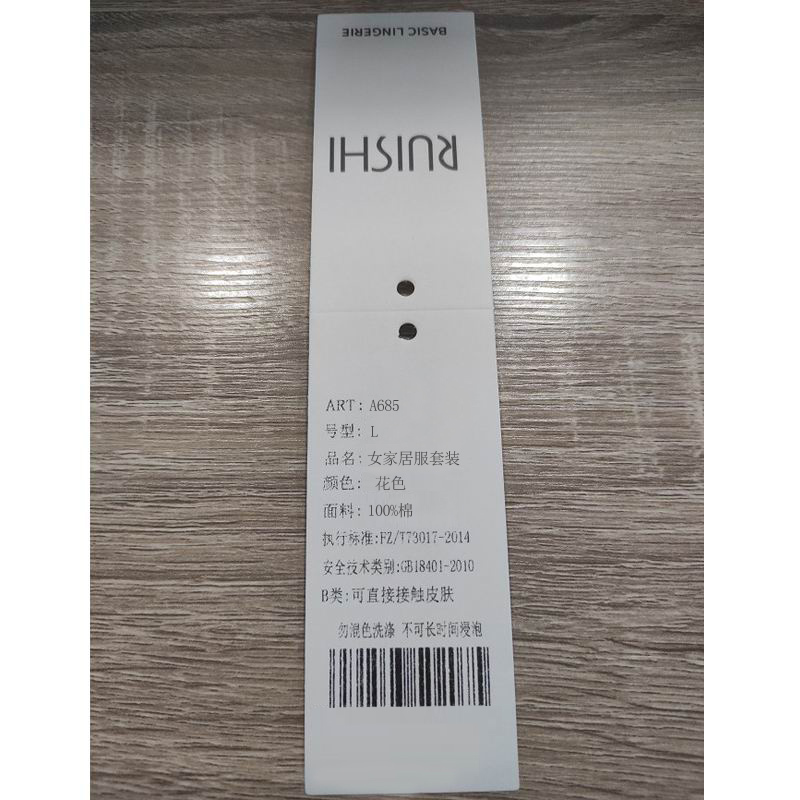 BASIC LINGERIE
RUISHI
ART: A685
号型: L
品名: 女家居服套装
颜色: 花色
面料: 100%棉
执行标准:FZ/T73017-2014
安全技术类别:GB18401-2010
B类:可直接接触皮肤
勿混色洗涤 不可长时间浸泡